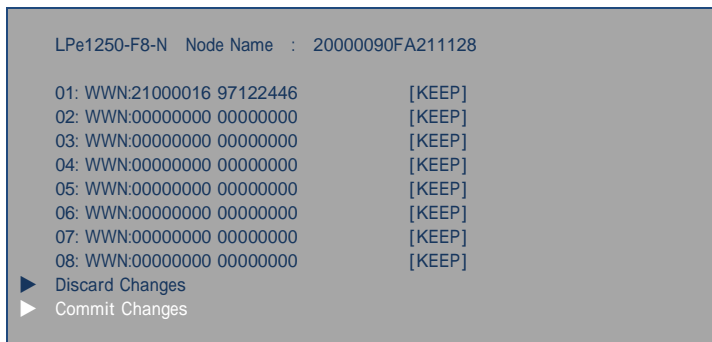 LPe1250-F8-N Node Name : 20000090FA211128
01: WWN:21000016 97122446 [KEEP]
02: WWN:00000000 00000000 [KEEP]
03: WWN:00000000 00000000 [KEEP]
04: WWN:00000000 00000000 [KEEP]
05: WWN:00000000 00000000 [KEEP]
06: WWN:00000000 00000000 [KEEP]
07: WWN:00000000 00000000 [KEEP]
08: WWN:00000000 00000000 [KEEP]
Discard Changes
Commit Changes